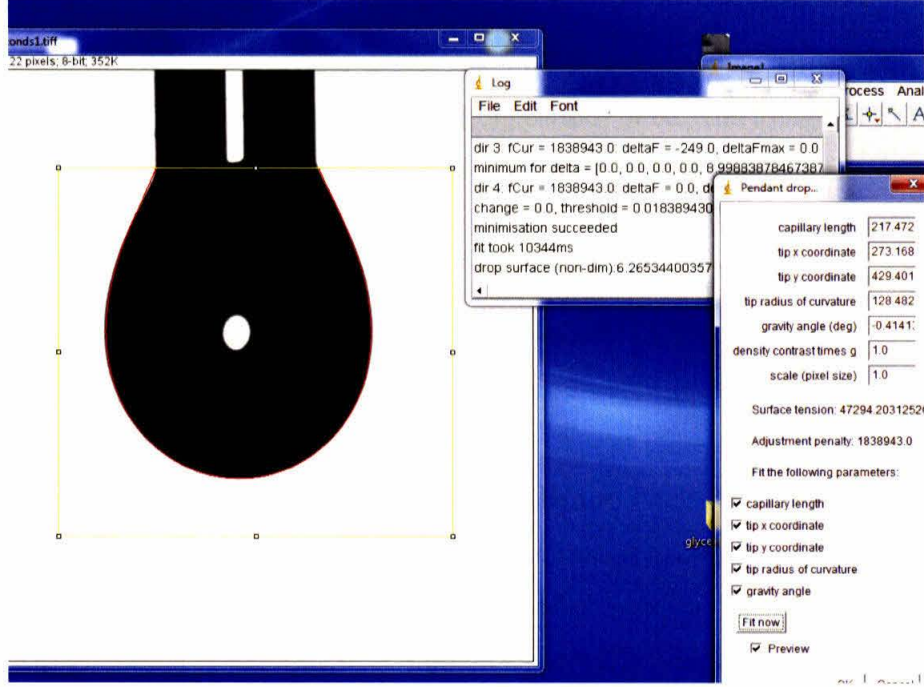 onds1.tiff
22 pixels; 8-bit; 352K
Log
File Edit Font
dir 3: fCur = 1838943.0: deltaF = -249.0, deltaFmax = 0.0
minimum for delta = [0.0, 0.0, 0.0, 0.0, 8.99883878467387
dir 4: fCur = 1838943.0: deltaF = 0.0, de
change = 0.0, threshold = 0.018389430
minimisation succeeded
fit took 10344ms
drop surface (non-dim):6.26534400357
ImageJ
rocess Anal
Pendant drop...
capillary length 217.472
tip x coordinate 273.168
tip y coordinate 429.401
tip radius of curvature 128.482
gravity angle (deg) -0.4141
density contrast times g 1.0
scale (pixel size) 1.0
Surface tension: 47294.2031252
Adjustment penalty: 1838943.0
Fit the following parameters:
capillary length
tip x coordinate
tip y coordinate
tip radius of curvature
gravity angle
Fit now
Preview
glyce